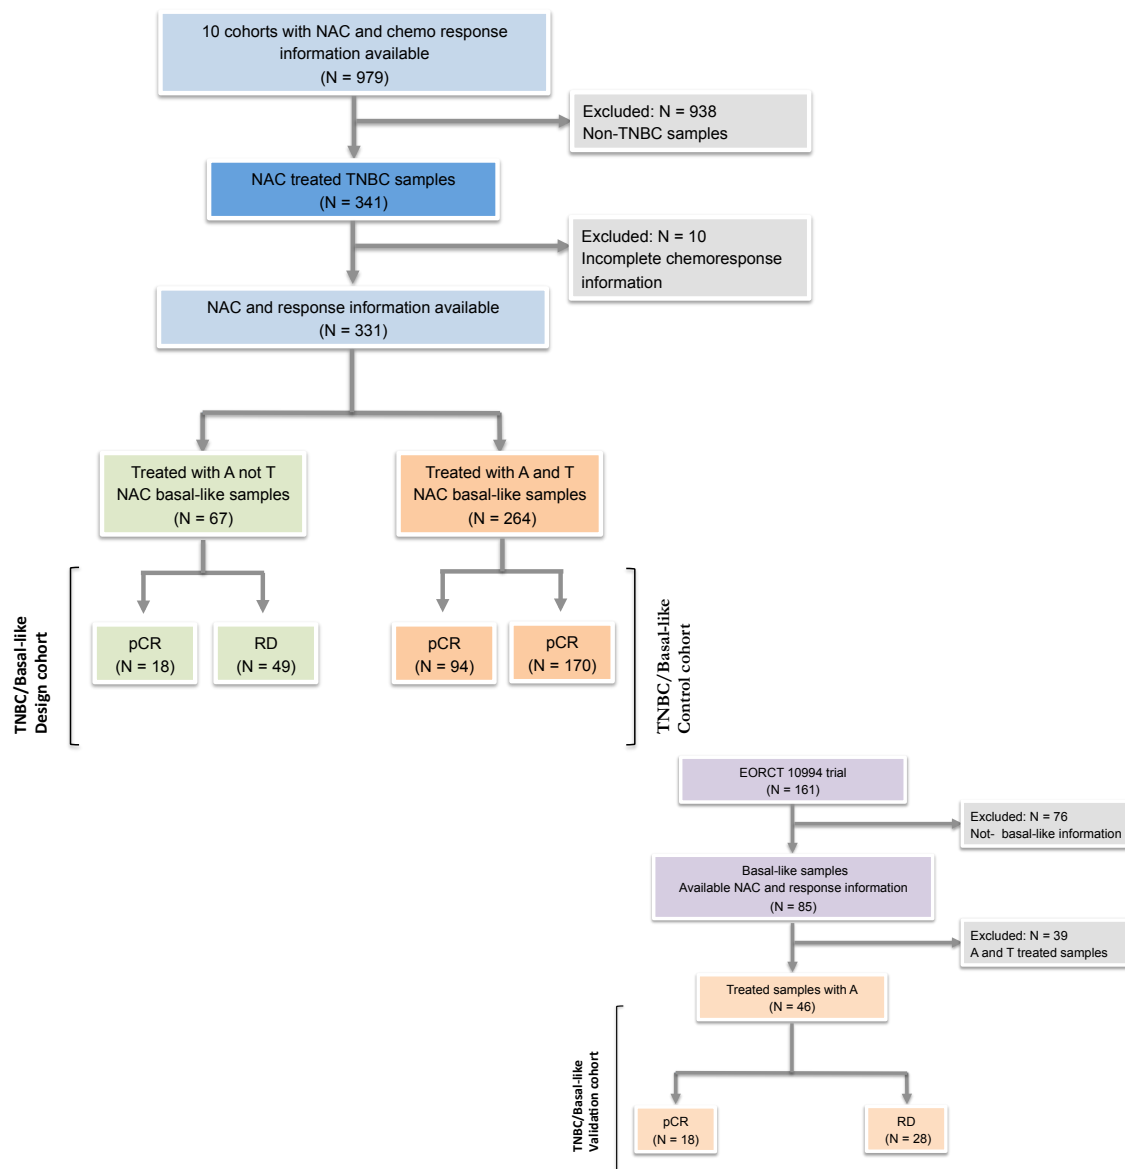 10 cohorts with NAC and chemo response
information available
(N = 979)
Excluded: N = 938
Non-TNBC samples
NAC treated TNBC samples
(N = 341)
Excluded: N = 10
Incomplete chemoresponse
information
NAC and response information available
(N = 331)
Treated with A not T
NAC basal-like samples
(N = 67)
Treated with A and T
NAC basal-like samples
(N = 264)
TNBC/Basal-like
Design cohort
pCR
(N = 18)
RD
(N = 49)
pCR
(N = 94)
pCR
(N = 170)
TNBC/Basal-like
Control cohort
EORCT 10994 trial
(N = 161)
Excluded: N = 76
Not- basal-like information
Basal-like samples
Available NAC and response information
(N = 85)
Excluded: N = 39
A and T treated samples
Treated samples with A
(N = 46)
TNBC/Basal-like
Validation cohort
pCR
(N = 18)
RD
(N = 28)